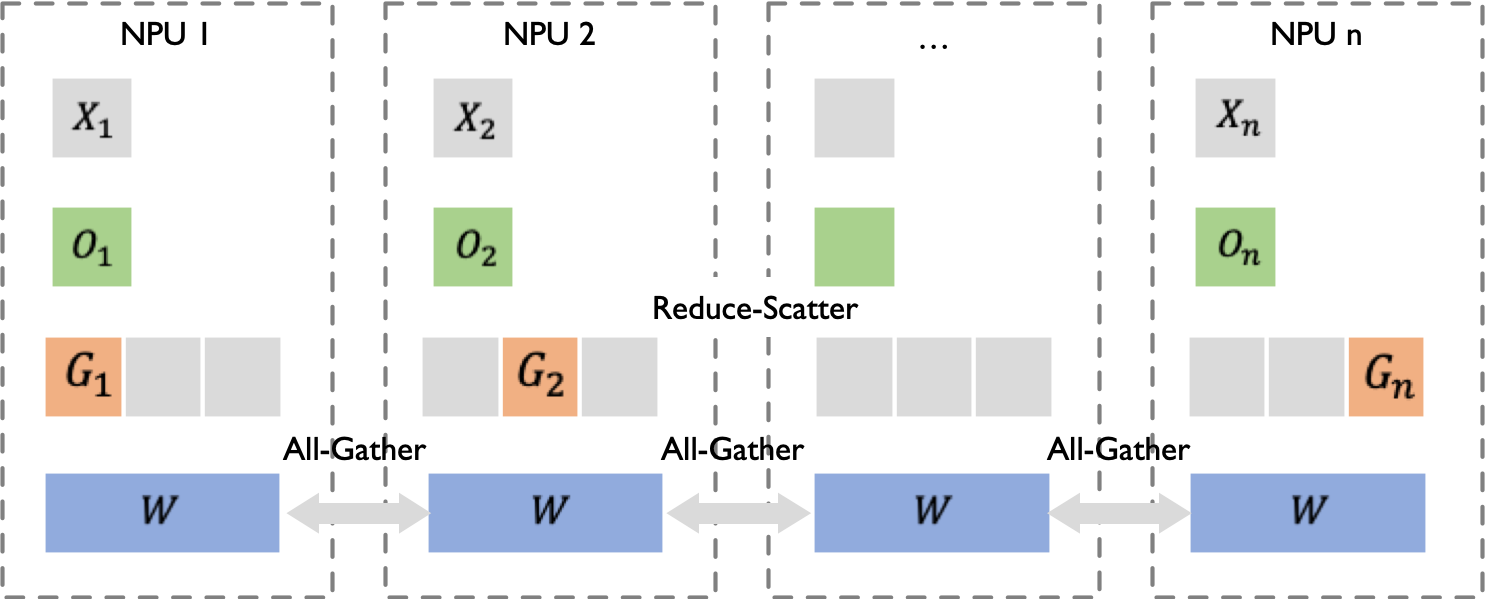 NPU 1
NPU 2
...
NPU n
X₁
X₂
Xₙ
O₁
O₂
Oₙ
Reduce-Scatter
G₁
G₂
Gₙ
All-Gather
All-Gather
All-Gather
W
W
W
W